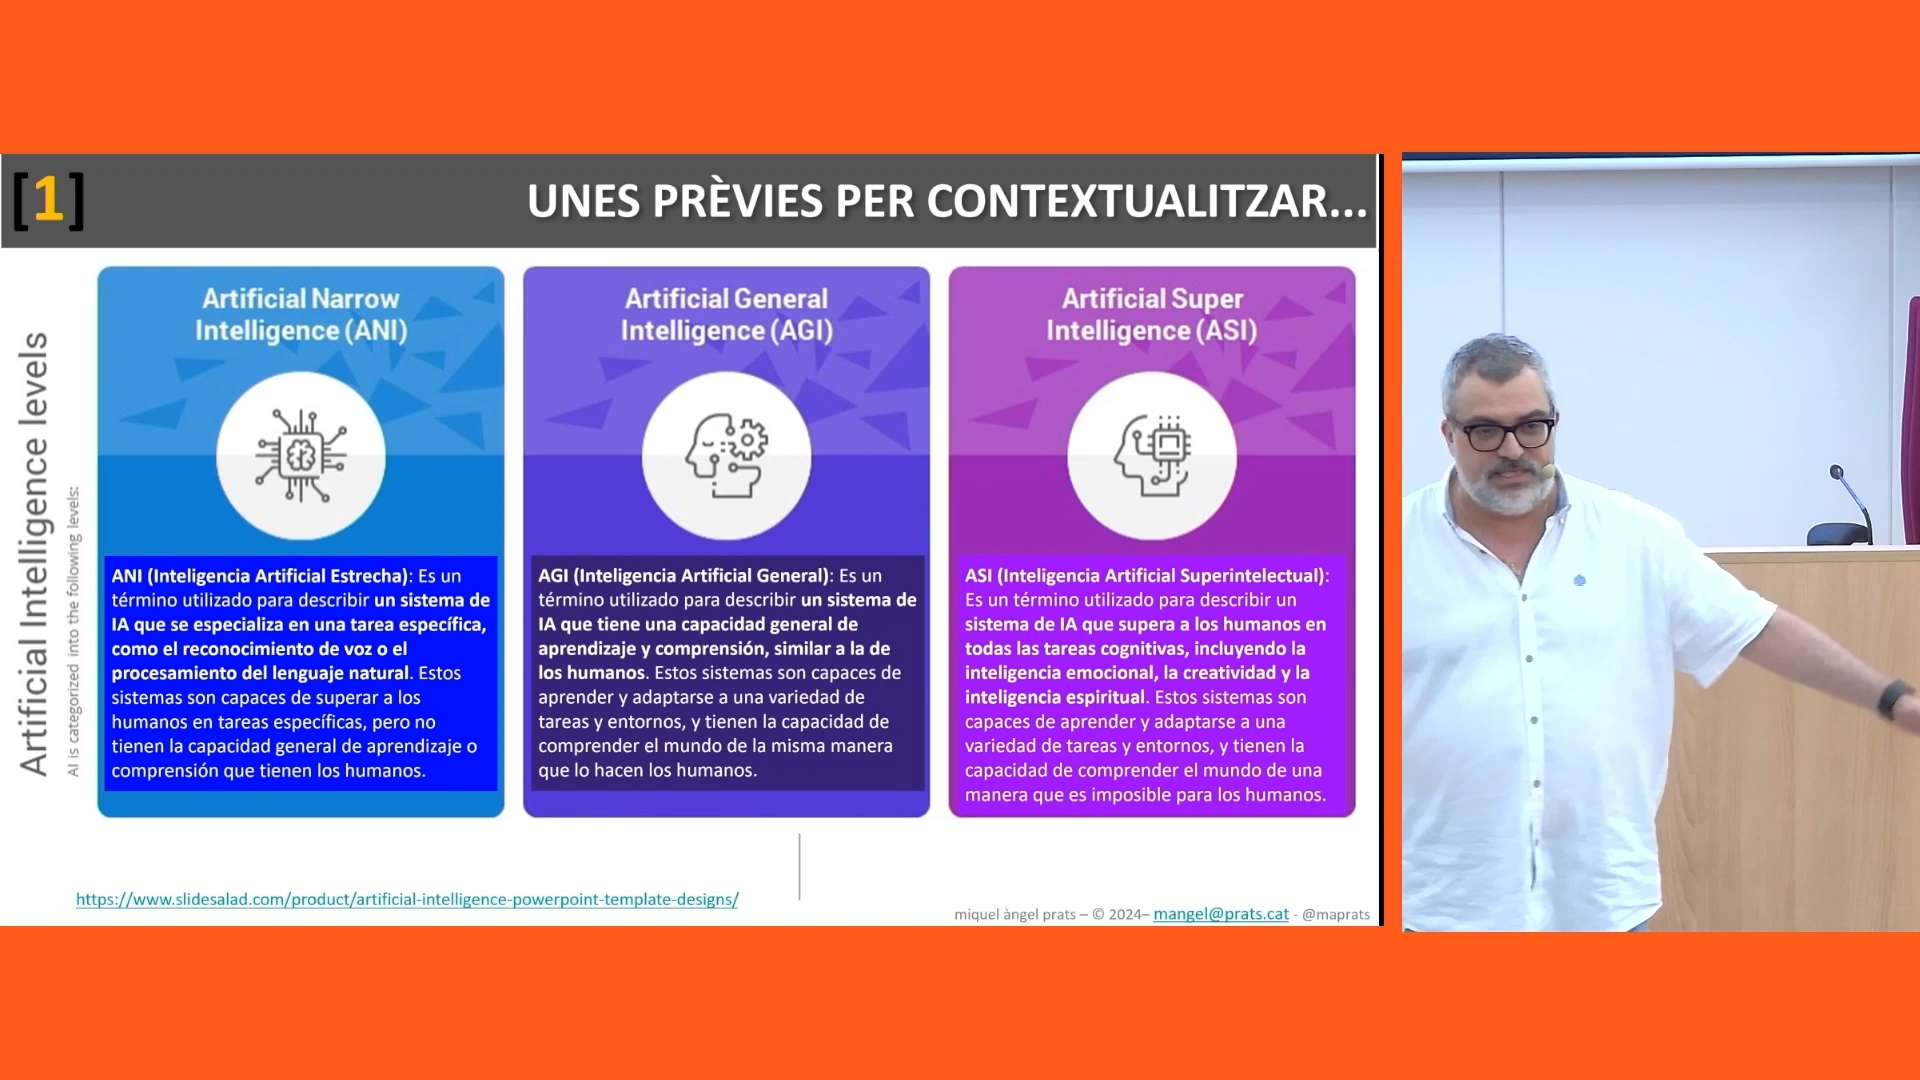 [1]
UNES PRÈVIES PER CONTEXTUALITZAR...
Artificial Intelligence levels
AI is categorized into the following levels:
Artificial Narrow
Intelligence (ANI)
ANI (Inteligencia Artificial Estrecha): Es un
término utilizado para describir un sistema de
IA que se especializa en una tarea específica,
como el reconocimiento de voz o el
procesamiento del lenguaje natural. Estos
sistemas son capaces de superar a los
humanos en tareas específicas, pero no
tienen la capacidad general de aprendizaje o
comprensión que tienen los humanos.
Artificial General
Intelligence (AGI)
AGI (Inteligencia Artificial General): Es un
término utilizado para describir un sistema de
IA que tiene una capacidad general de
aprendizaje y comprensión, similar a la de
los humanos. Estos sistemas son capaces de
aprender y adaptarse a una variedad de
tareas y entornos, y tienen la capacidad de
comprender el mundo de la misma manera
que lo hacen los humanos.
Artificial Super
Intelligence (ASI)
ASI (Inteligencia Artificial Superintelectual):
Es un término utilizado para describir un
sistema de IA que supera a los humanos en
todas las tareas cognitivas, incluyendo la
inteligencia emocional, la creatividad y la
inteligencia espiritual. Estos sistemas son
capaces de aprender y adaptarse a una
variedad de tareas y entornos, y tienen la
capacidad de comprender el mundo de una
manera que es imposible para los humanos.
https://www.slidesalad.com/product/artificial-intelligence-powerpoint-template-designs/
miquel àngel prats – © 2024– mangel@prats.cat - @maprats